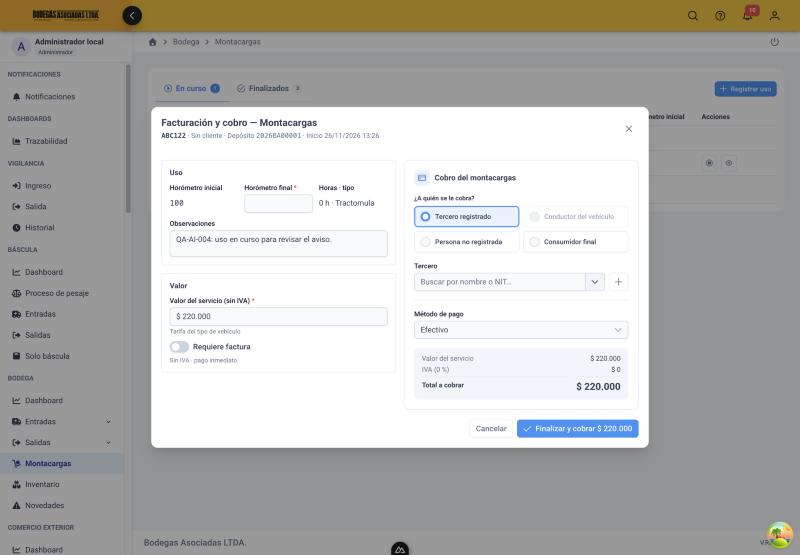 BODEGAS ASOCIADAS LTDA.
10
A
Administrador local
Administrador
NOTIFICACIONES
Notificaciones
DASHBOARDS
Trazabilidad
VIGILANCIA
Ingreso
Salida
Historial
BÁSCULA
Dashboard
Proceso de pesaje
Entradas
Salidas
Solo báscula
BODEGA
Dashboard
Entradas
Salidas
Montacargas
Inventario
Novedades
COMERCIO EXTERIOR
Dashboard
Bodega
Montacargas
En curso 1
Finalizados 3
Registrar uso
Acciones
Facturación y cobro — Montacargas
ABC122 · Sin cliente · Depósito 2026BA00001 · Inicio 26/11/2026 13:26
Uso
Horómetro inicial
Horómetro final *
Horas · tipo
100
0 h · Tractomula
Observaciones
QA-AI-004: uso en curso para revisar el aviso.
Valor
Valor del servicio (sin IVA) *
$ 220.000
Tarifa del tipo de vehículo
Requiere factura
Sin IVA · pago inmediato
Cobro del montacargas
¿A quién se le cobra?
Tercero registrado
Conductor del vehículo
Persona no registrada
Consumidor final
Tercero
Buscar por nombre o NIT...
Método de pago
Efectivo
Valor del servicio
$ 220.000
IVA (0 %)
$ 0
Total a cobrar
$ 220.000
Cancelar
Finalizar y cobrar $ 220.000
Bodegas Asociadas LTDA.